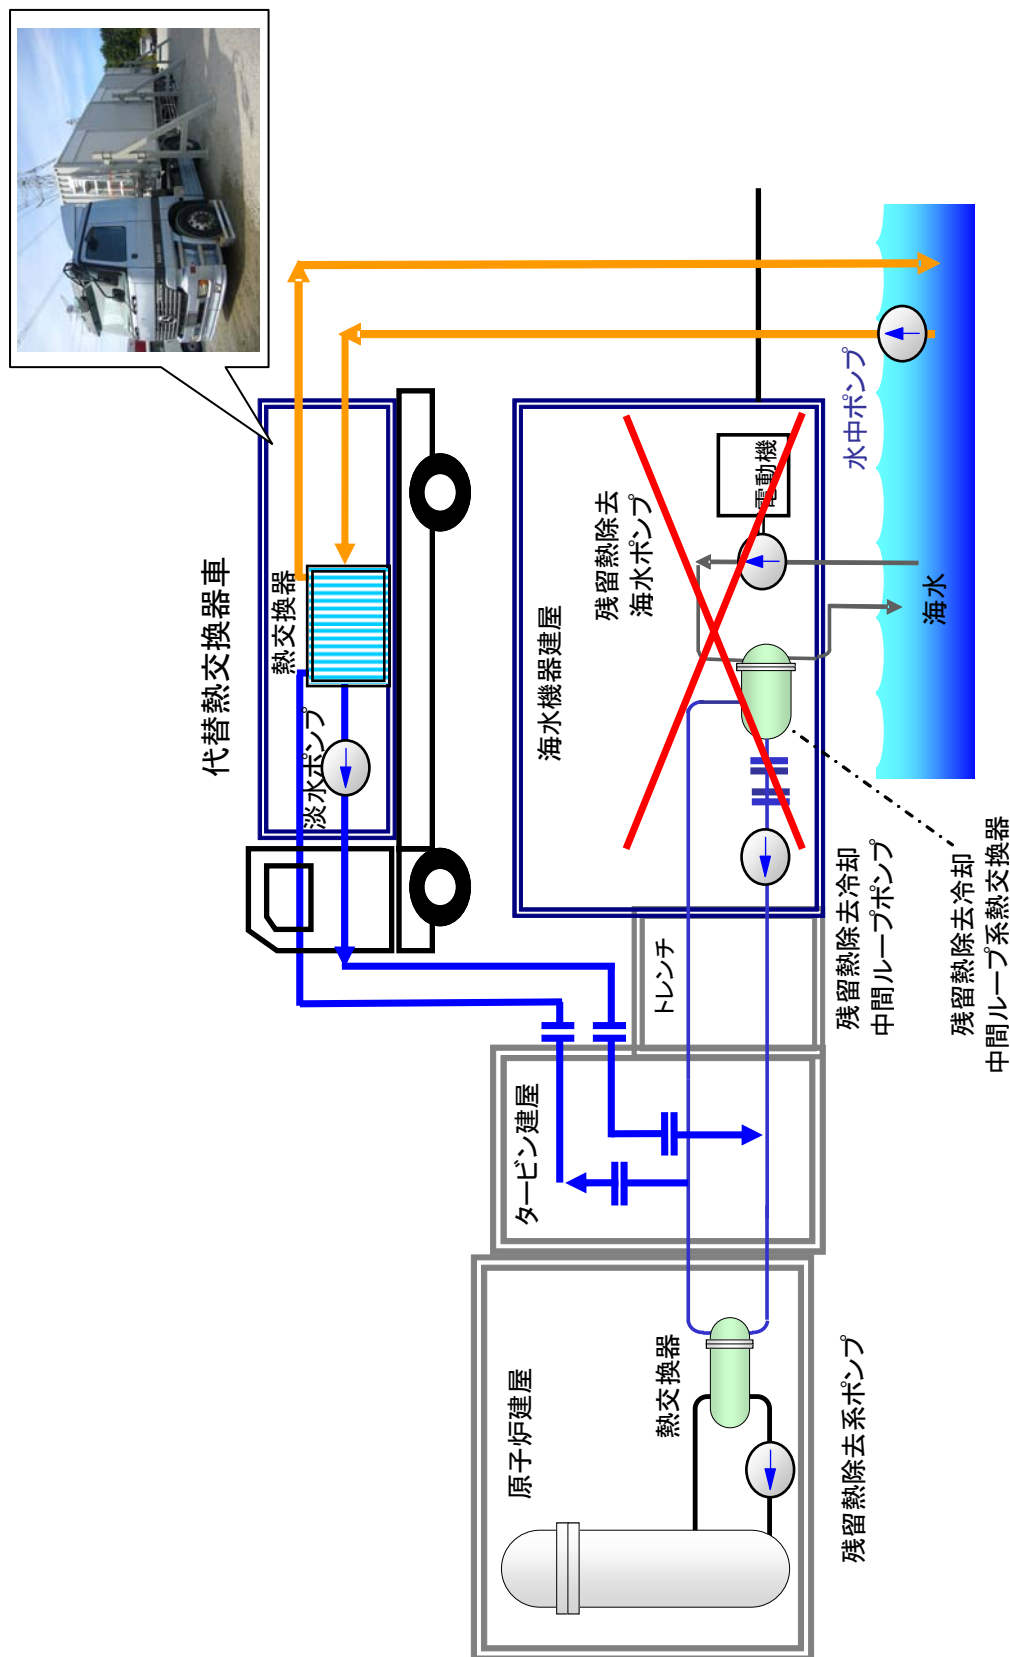 代替熱交換器車
熱交換器
淡水ポンプ
海水機器建屋
残留熱除去
海水ポンプ
電動機
水中ポンプ
海水
トレンチ
残留熱除去冷却
中間ループポンプ
残留熱除去冷却
中間ループ系熱交換器
タービン建屋
原子炉建屋
熱交換器
残留熱除去系ポンプ